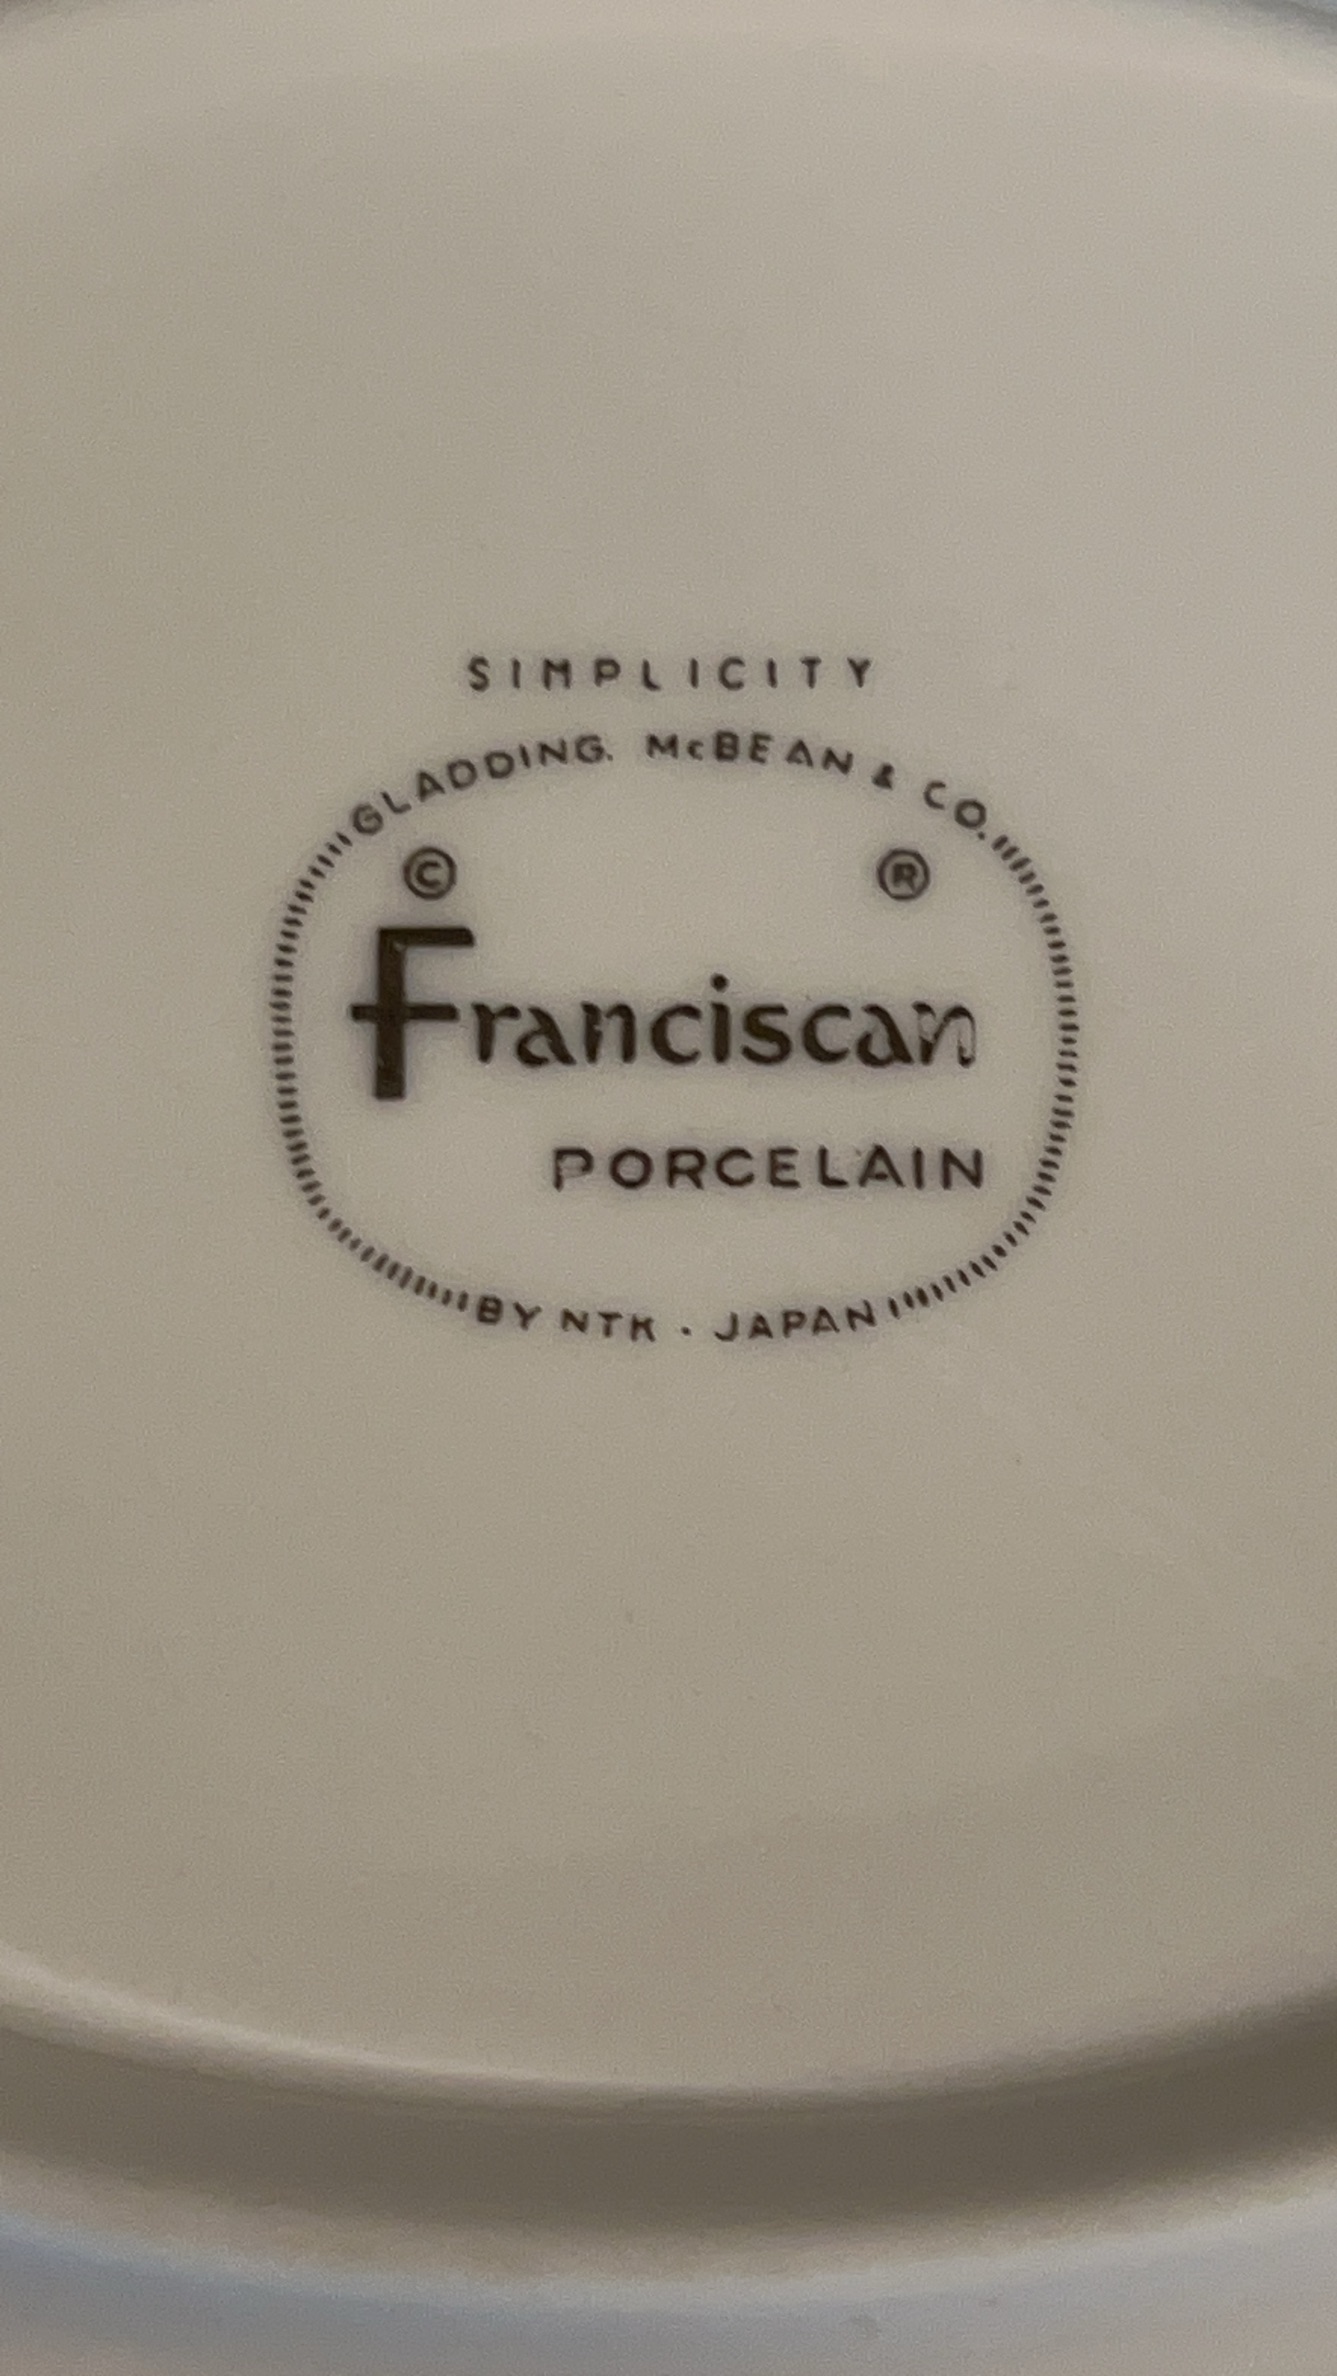 SIMPLICITY
GLADDING. McBEAN & CO.
© ®
Franciscan
PORCELAIN
BY NTK · JAPAN